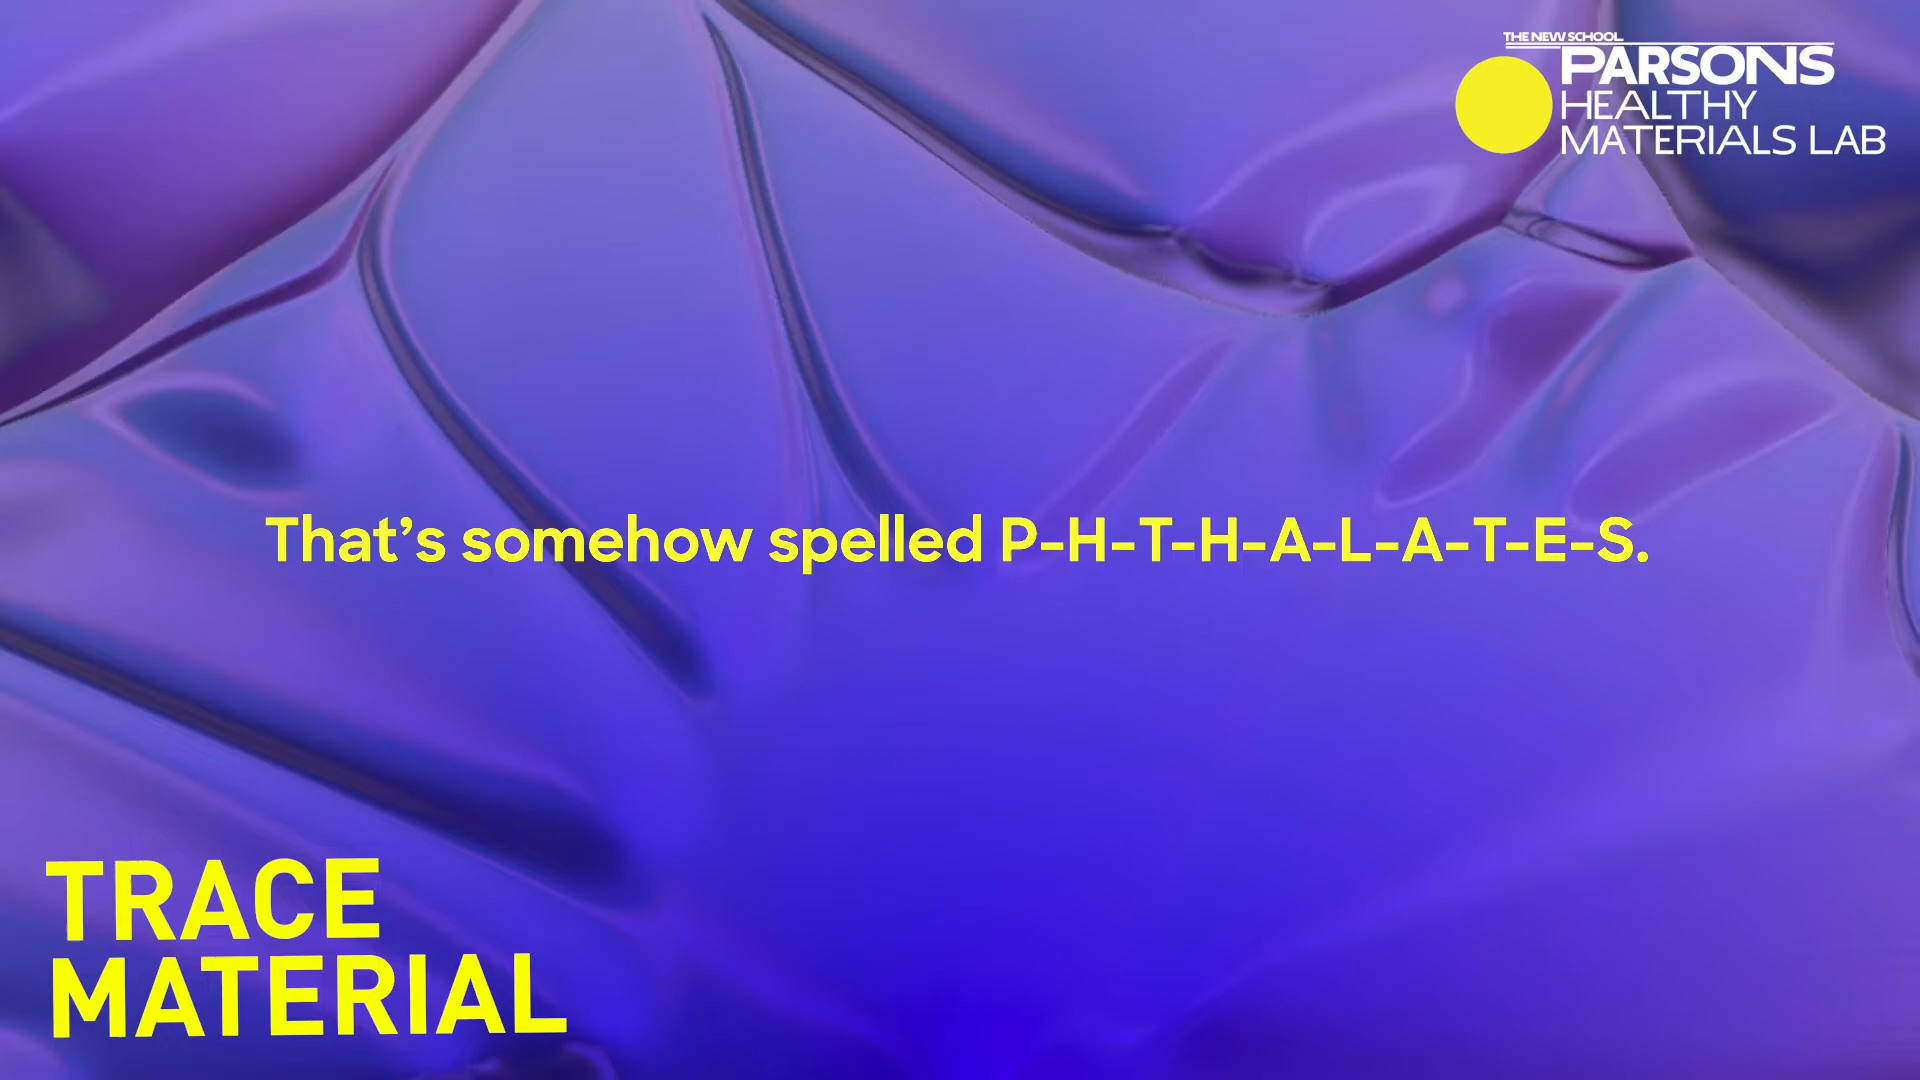 THE NEW SCHOOL
PARSONS
HEALTHY
MATERIALS LAB
That’s somehow spelled P-H-T-H-A-L-A-T-E-S.
TRACE
MATERIAL